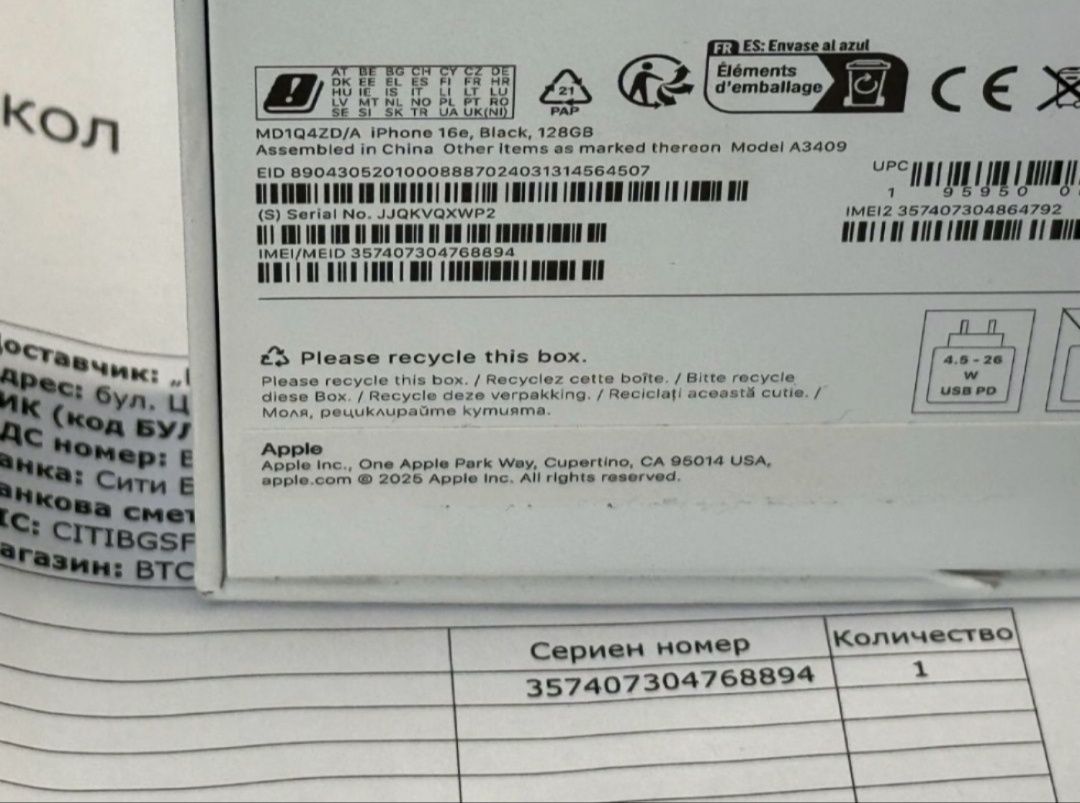 КОЛ
FR ES: Envase al azul
Éléments
d'emballage
AT BE BG CH CY CZ DE
DK EE EL ES FI FR HR
HU IE IS IT LI LT LU
LV MT NL NO PL PT RO
SE SI SK TR UA UK(NI)
21
PAP
CE
MD1Q4ZD/A iPhone 16e, Black, 128GB
Assembled in China Other items as marked thereon Model A3409
EID 89043052010008887024031314564507
UPC
1 95950 0
(S) Serial No. JJQKVQXWP2
IMEI2 357407304864792
IMEI/MEID 357407304768894
Please recycle this box.
Please recycle this box. / Recyclez cette boîte. / Bitte recycle
diese Box. / Recycle deze verpakking. / Reciclați această cutie. /
Моля, рециклирайте кутията.
4.5 - 26
W
USB PD
Apple
Apple Inc., One Apple Park Way, Cupertino, CA 95014 USA,
apple.com © 2025 Apple Inc. All rights reserved.
оставчик: „
дрес: бул. Ц
ИК (код БУЛ
ДС номер:
анка: Сити
анкова смет
IC: CITIBGSF
агазин: BTC
Сериен номер Количество
357407304768894 1